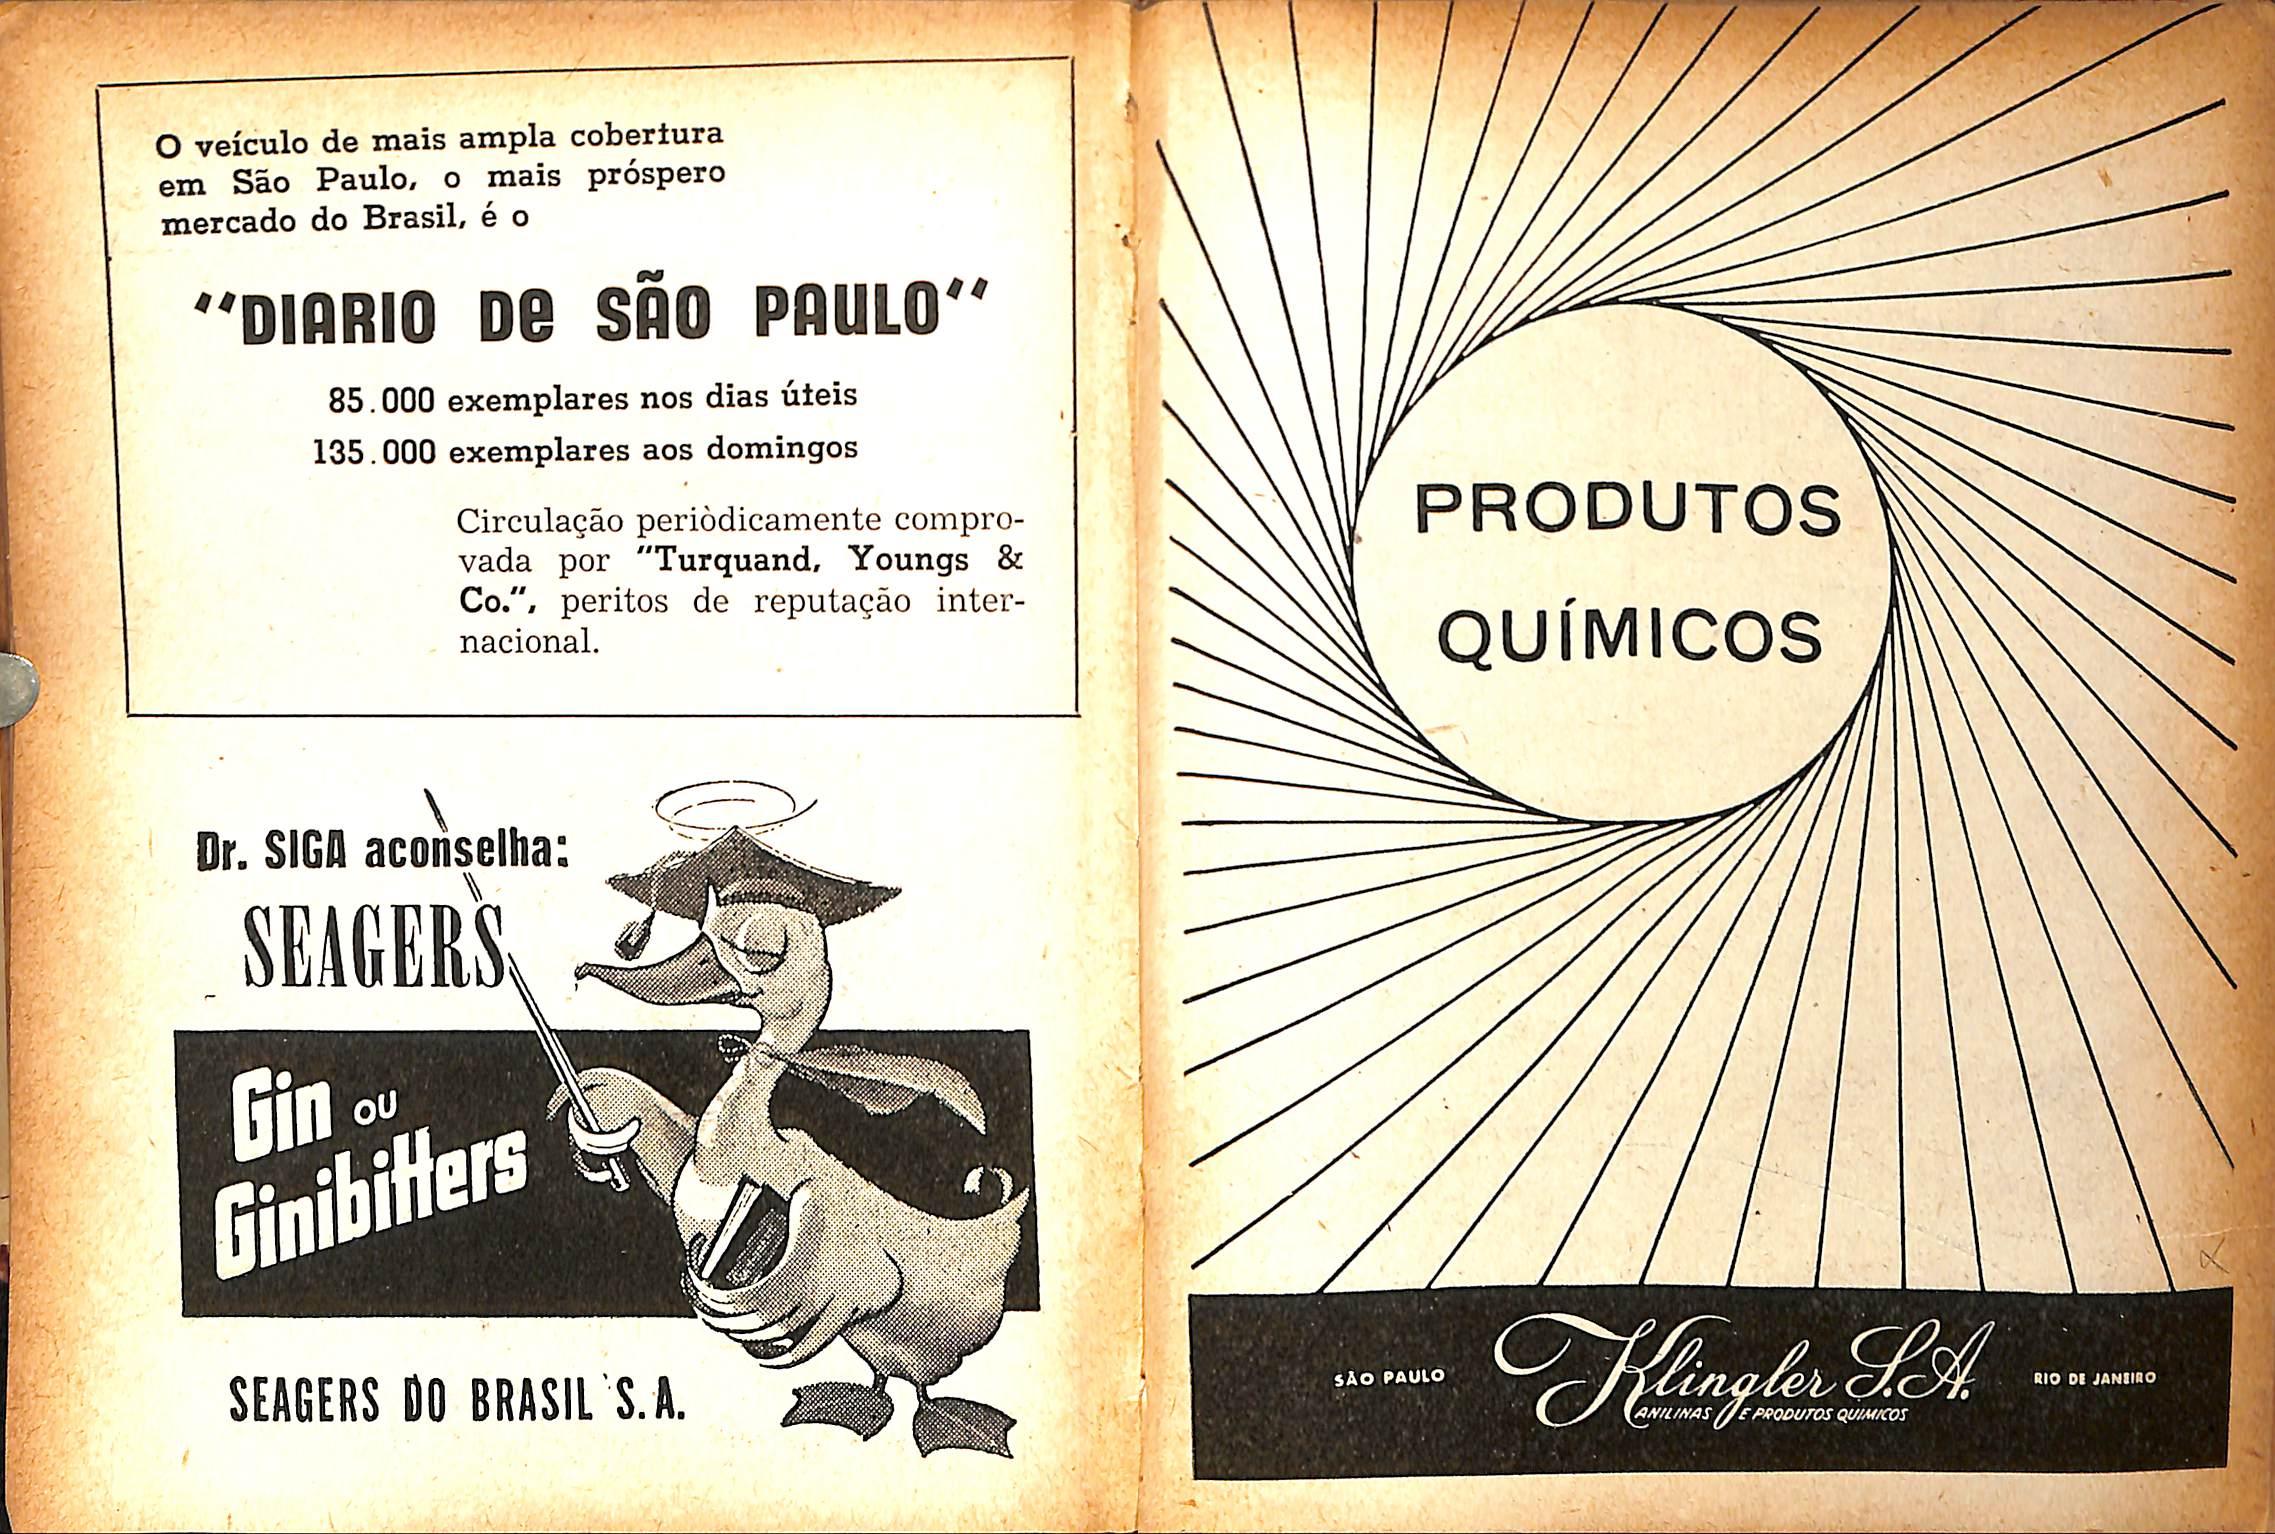 O veículo de mais ampla cobertura
em São Paulo, o mais próspero
mercado do Brasil, é o
"DIARIO De SÃO PAULO"
85.000 exemplares nos dias úteis
135.000 exemplares aos domingos
Circulação periòdicamente compro-
vada por "Turquand, Youngs &
Co.", peritos de reputação inter-
nacional.
Dr. SIGA aconselha:
SEAGERS
Gin ou
Ginibitters
SEAGERS DO BRASIL S.A.
PRODUTOS
QUÍMICOS
SÃO PAULO
Klingler S.A.
ANILINAS E PRODUTOS QUIMICOS
RIO DE JANEIRO